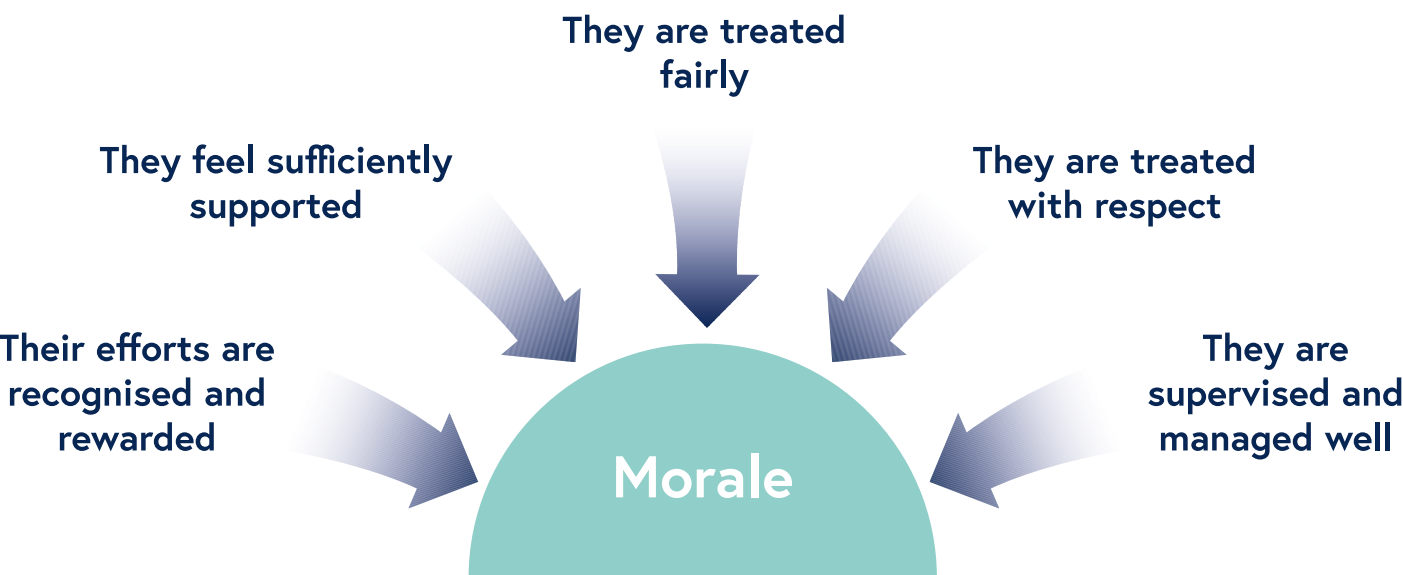 They are treated
fairly
They feel sufficiently
supported
They are treated
with respect
Their efforts are
recognised and
rewarded
They are
supervised and
managed well
Morale